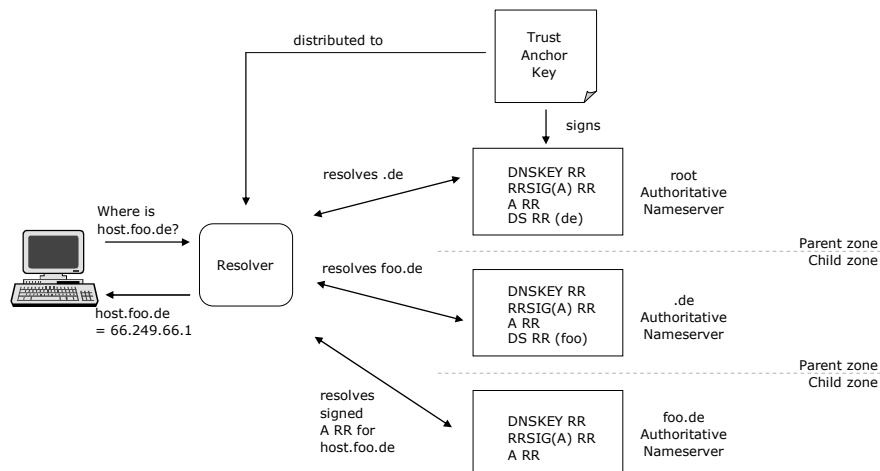 distributed to
Trust
Anchor
Key
signs
resolves .de
DNSKEY RR
RRSIG(A) RR
A RR
DS RR (de)
root
Authoritative
Nameserver
Where is
host.foo.de?
Resolver
host.foo.de
= 66.249.66.1
Parent zone
Child zone
resolves foo.de
DNSKEY RR
RRSIG(A) RR
A RR
DS RR (foo)
.de
Authoritative
Nameserver
Parent zone
Child zone
resolves
signed
A RR for
host.foo.de
DNSKEY RR
RRSIG(A) RR
A RR
foo.de
Authoritative
Nameserver